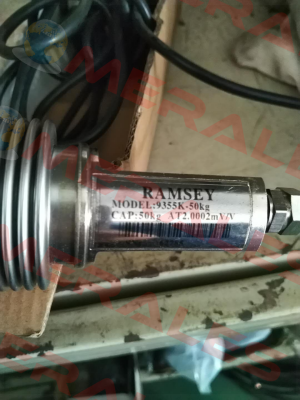 RAMSEY
MODEL:9355K-50kg
CAP:50kg AT2.0002mV/V